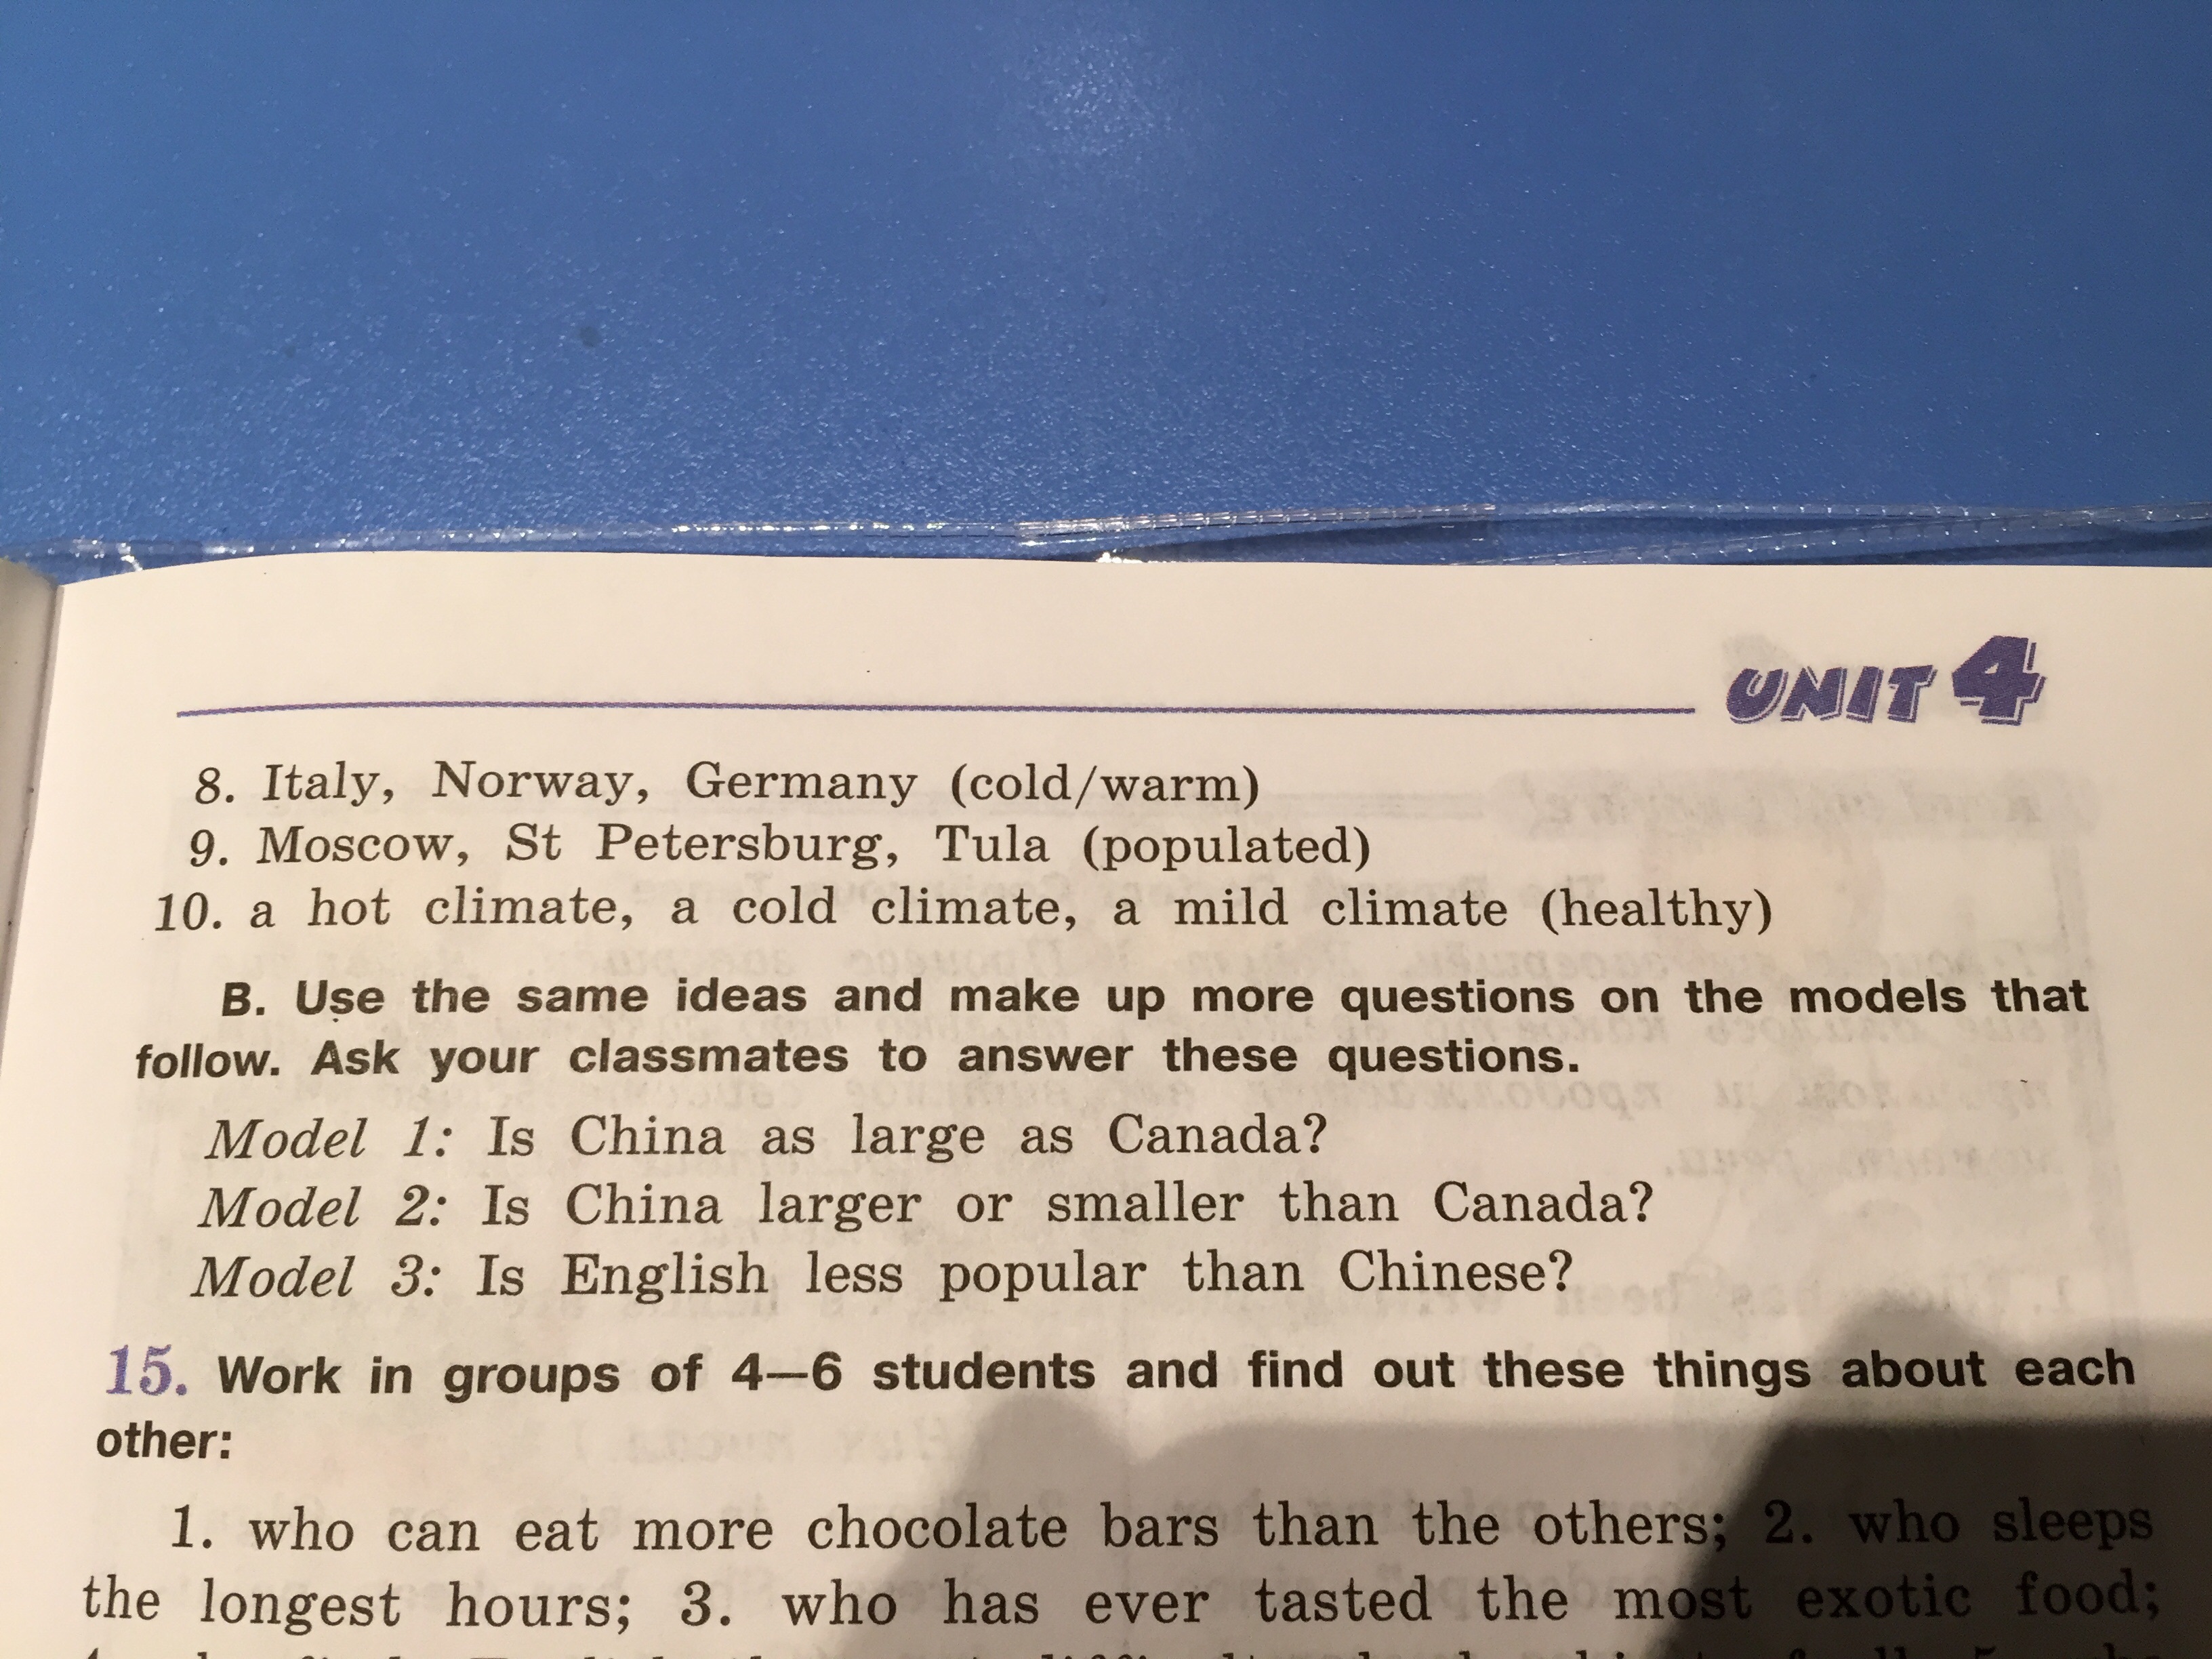 UNIT 4
8. Italy, Norway, Germany (cold/warm)
9. Moscow, St Petersburg, Tula (populated)
10. a hot climate, a cold climate, a mild climate (healthy)
B. Use the same ideas and make up more questions on the models that
follow. Ask your classmates to answer these questions.
Model 1: Is China as large as Canada?
Model 2: Is China larger or smaller than Canada?
Model 3: Is English less popular than Chinese?
15. Work in groups of 4—6 students and find out these things about each
other:
1. who can eat more chocolate bars than the others; 2. who sleeps
the longest hours; 3. who has ever tasted the most exotic food;